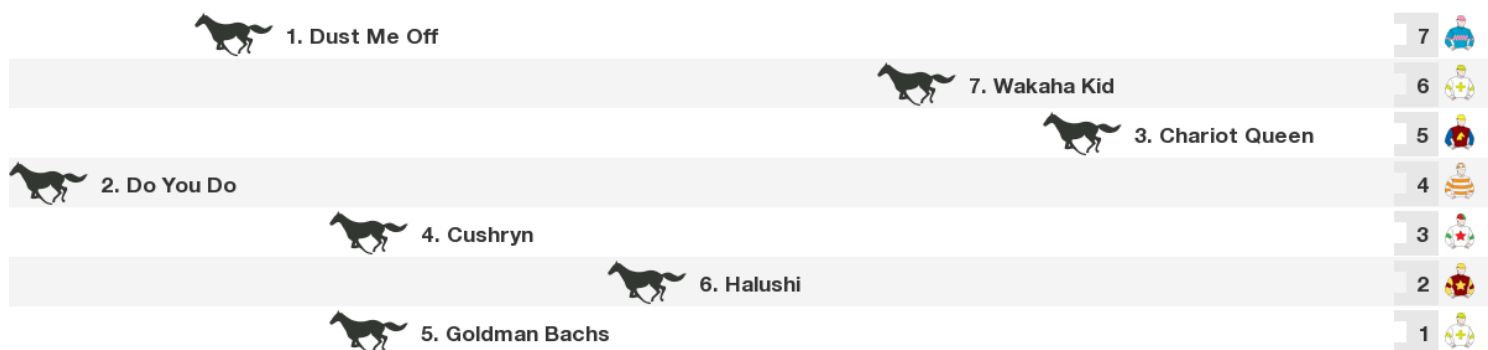 1. Dust Me Off 7
7. Wakaha Kid 6
3. Chariot Queen 5
2. Do You Do 4
4. Cushryn 3
6. Halushi 2
5. Goldman Bachs 1